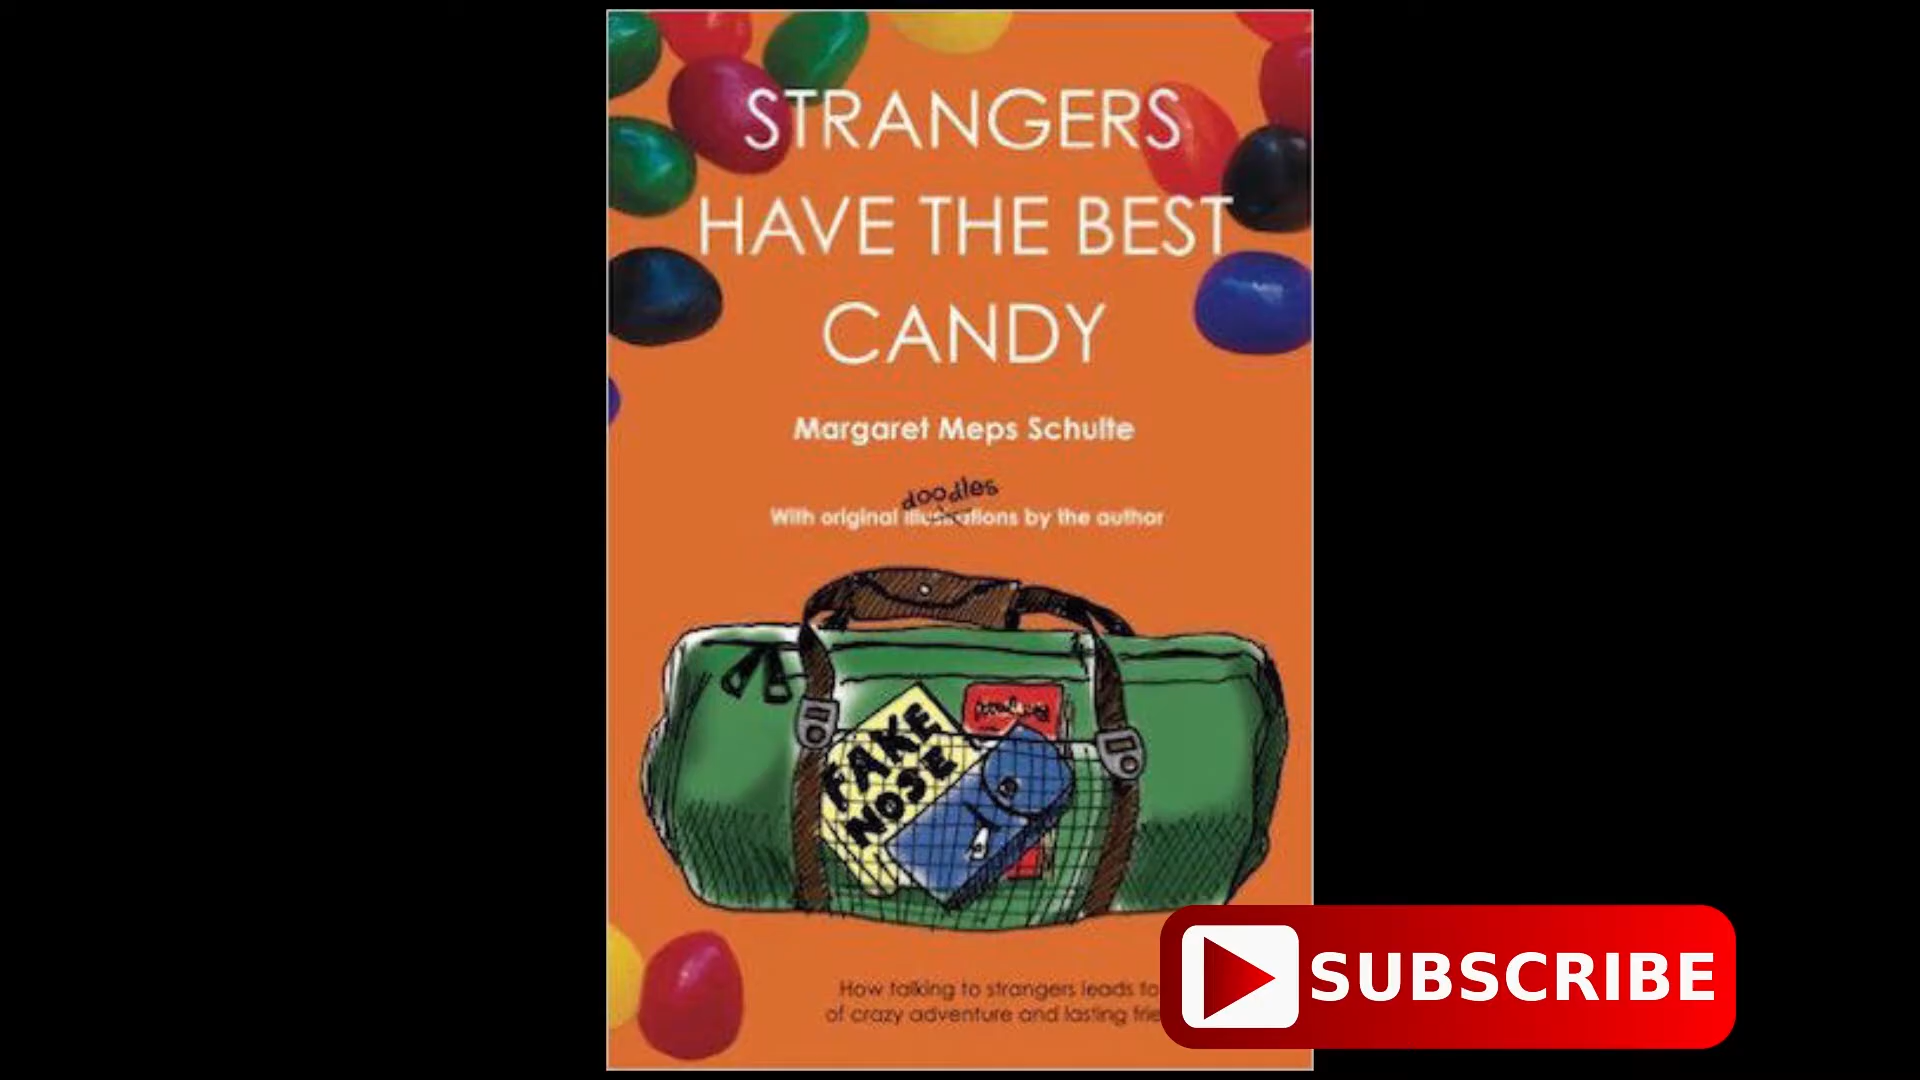 STRANGERS
HAVE THE BEST
CANDY
Margaret Meps Schulte
doodles
With original illustrations by the author
FAKE
NOSE
How talking to strangers leads to
of crazy adventure and lasting
SUBSCRIBE